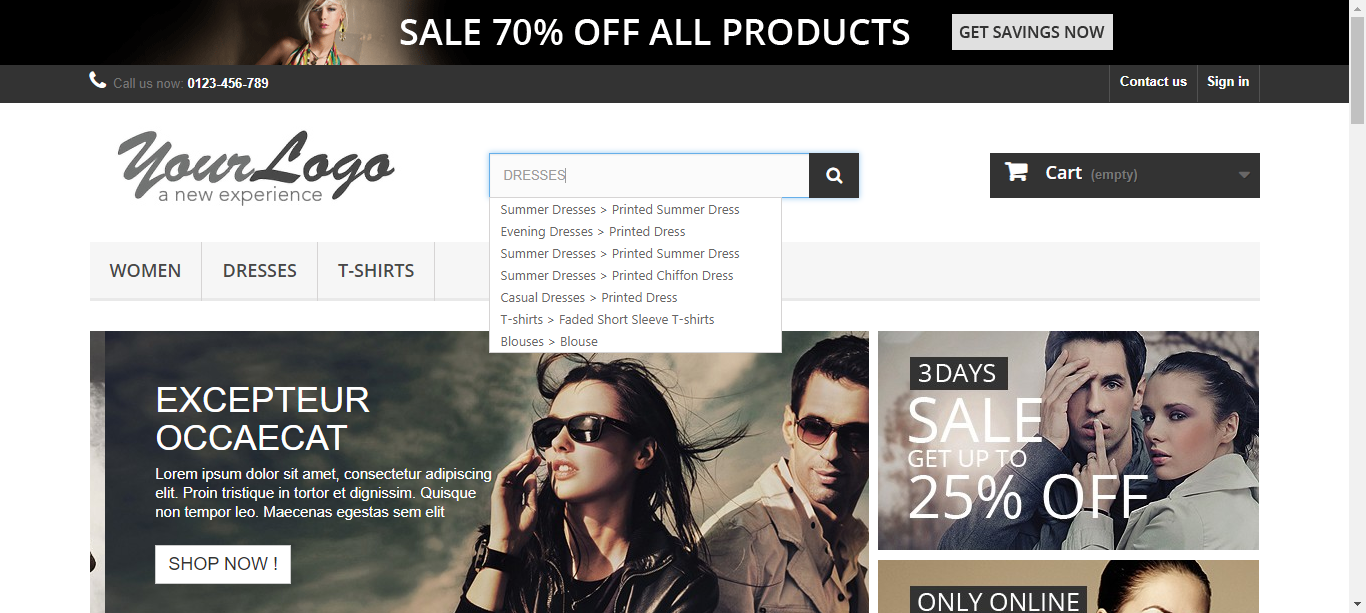 SALE 70% OFF ALL PRODUCTS
GET SAVINGS NOW
Call us now: 0123-456-789
Contact us
Sign in
YourLogo
a new experience
DRESSES
Cart (empty)
Summer Dresses > Printed Summer Dress
Evening Dresses > Printed Dress
Summer Dresses > Printed Summer Dress
Summer Dresses > Printed Chiffon Dress
Casual Dresses > Printed Dress
T-shirts > Faded Short Sleeve T-shirts
Blouses > Blouse
WOMEN
DRESSES
T-SHIRTS
EXCEPTEUR
OCCAECAT
Lorem ipsum dolor sit amet, consectetur adipiscing
elit. Proin tristique in tortor et dignissim. Quisque
non tempor leo. Maecenas egestas sem elit
SHOP NOW !
3 DAYS
SALE
GET UP TO
25% OFF
ONLY ONLINE